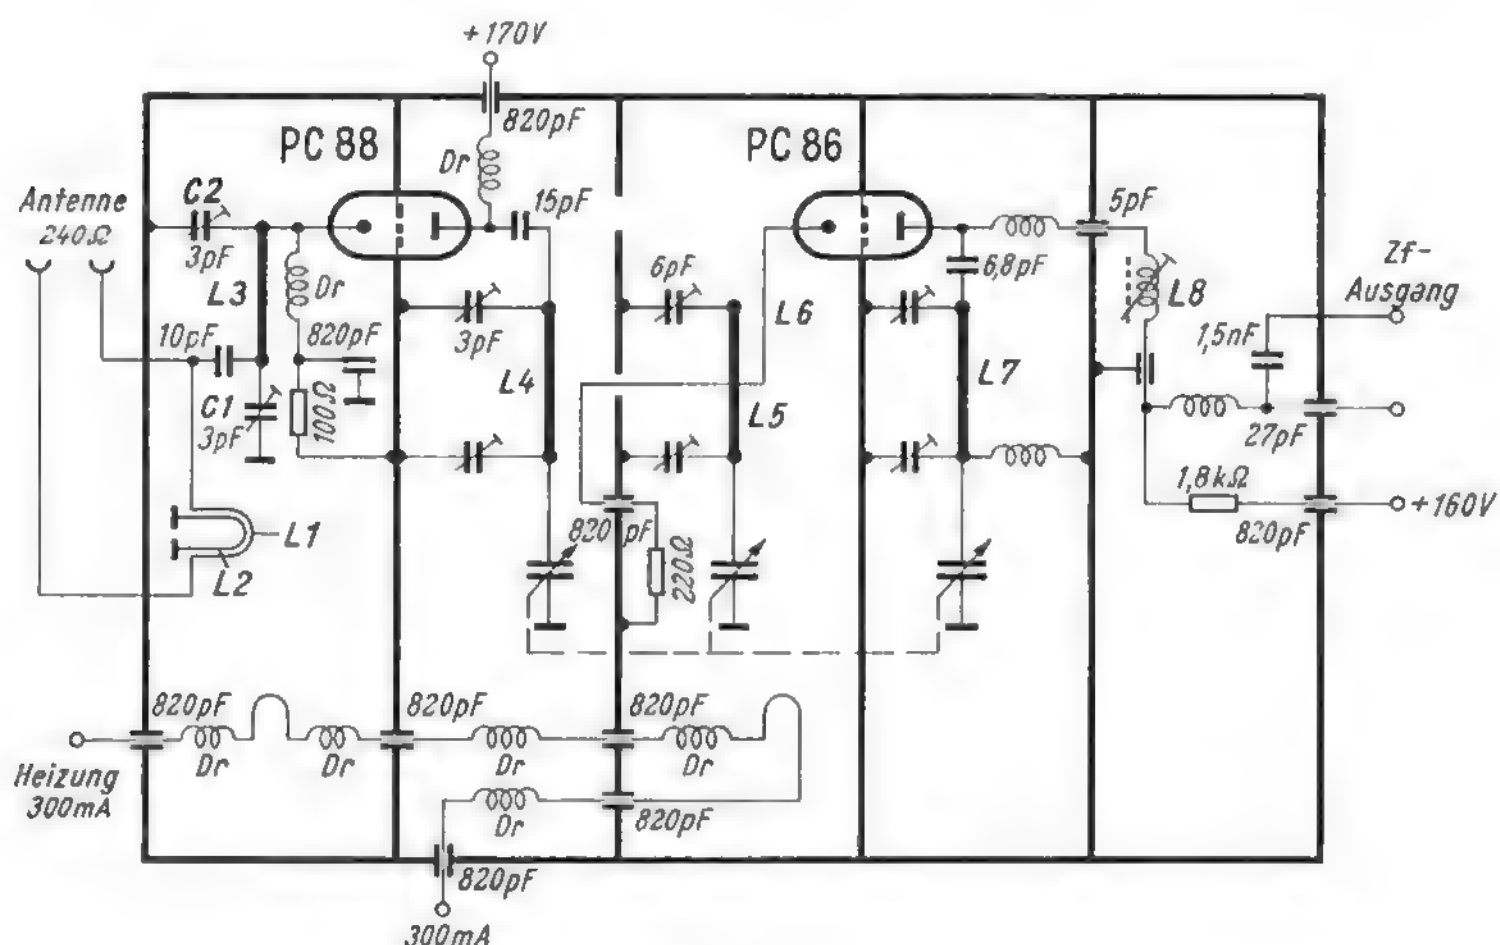 +170V
820pF
PC 88
Dr
PC 86
Antenne
240Ω
C2
3pF
L3
Dr
15pF
6pF
6,8pF
5pF
L8
Zf-
Ausgang
10pF
820pF
3pF
L4
L6
L7
1,5nF
C1
3pF
100Ω
L5
27pF
1,8kΩ
+160V
820pF
L1
L2
820pF
220Ω
820pF
Dr
Dr
820pF
Dr
820pF
Dr
Heizung
300mA
Dr
820pF
820pF
300mA